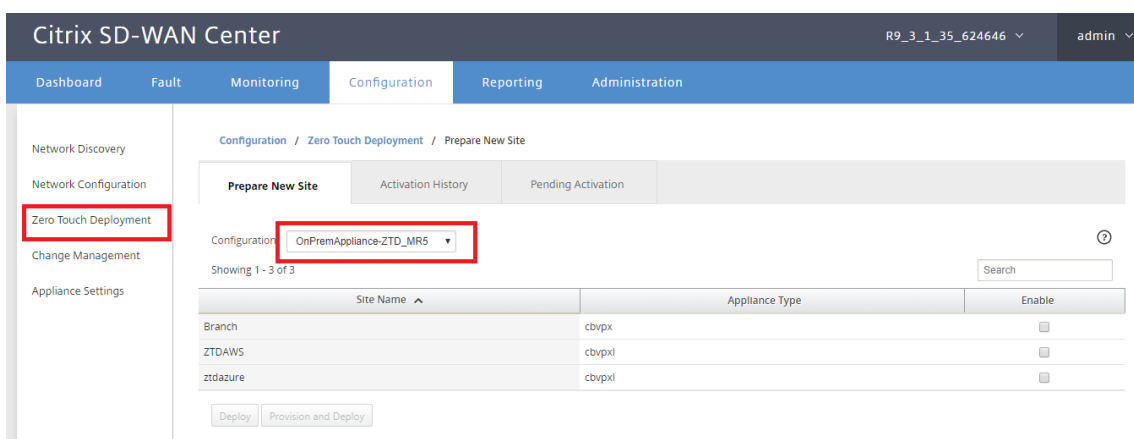 Citrix SD-WAN Center
R9_3_1_35_624646
admin
Dashboard Fault Monitoring Configuration Reporting Administration
Network Discovery
Network Configuration
Zero Touch Deployment
Change Management
Appliance Settings
Configuration / Zero Touch Deployment / Prepare New Site
Prepare New Site Activation History Pending Activation
Configuration OnPremAppliance-ZTD_MR5
?
Showing 1 - 3 of 3
Search
Site Name Appliance Type Enable
Branch cbvpx
ZTDAWS cbvpxl
ztdazure cbvpxl
Deploy Provision and Deploy